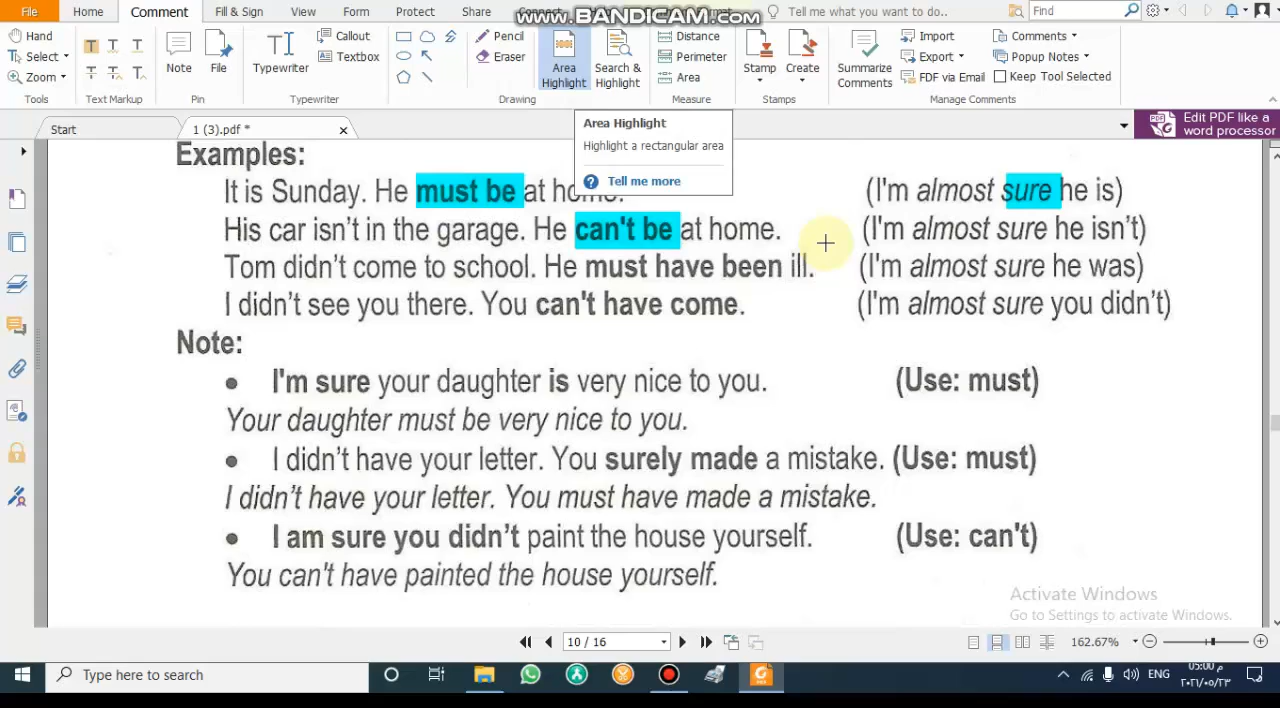 File Home Comment Fill & Sign View Form Protect Share Connect Tell me what you want to do.. Find
www.BANDICAM.com
Hand Callout Pencil Distance Import Comments
Select Textbox Eraser Perimeter Export Popup Notes
Zoom Note File Typewriter Area Highlight Search & Highlight Area Stamp Create Summarize Comments FDF via Email Keep Tool Selected
Tools Text Markup Pin Typewriter Drawing Measure Stamps Manage Comments
Start 1 (3).pdf * Edit PDF like a word processor
Area Highlight
Highlight a rectangular area
Tell me more
Examples:
It is Sunday. He must be at home. (I'm almost sure he is)
His car isn't in the garage. He can't be at home. (I'm almost sure he isn't)
Tom didn't come to school. He must have been ill. (I'm almost sure he was)
I didn't see you there. You can't have come. (I'm almost sure you didn't)
Note:
• I'm sure your daughter is very nice to you. (Use: must)
Your daughter must be very nice to you.
• I didn't have your letter. You surely made a mistake. (Use: must)
I didn't have your letter. You must have made a mistake.
• I am sure you didn't paint the house yourself. (Use: can't)
You can't have painted the house yourself.
Activate Windows
Go to Settings to activate Windows.
10 / 16 162.67%
Type here to search ENG م 05:00
٢٠٢١/٠٥/٢٣